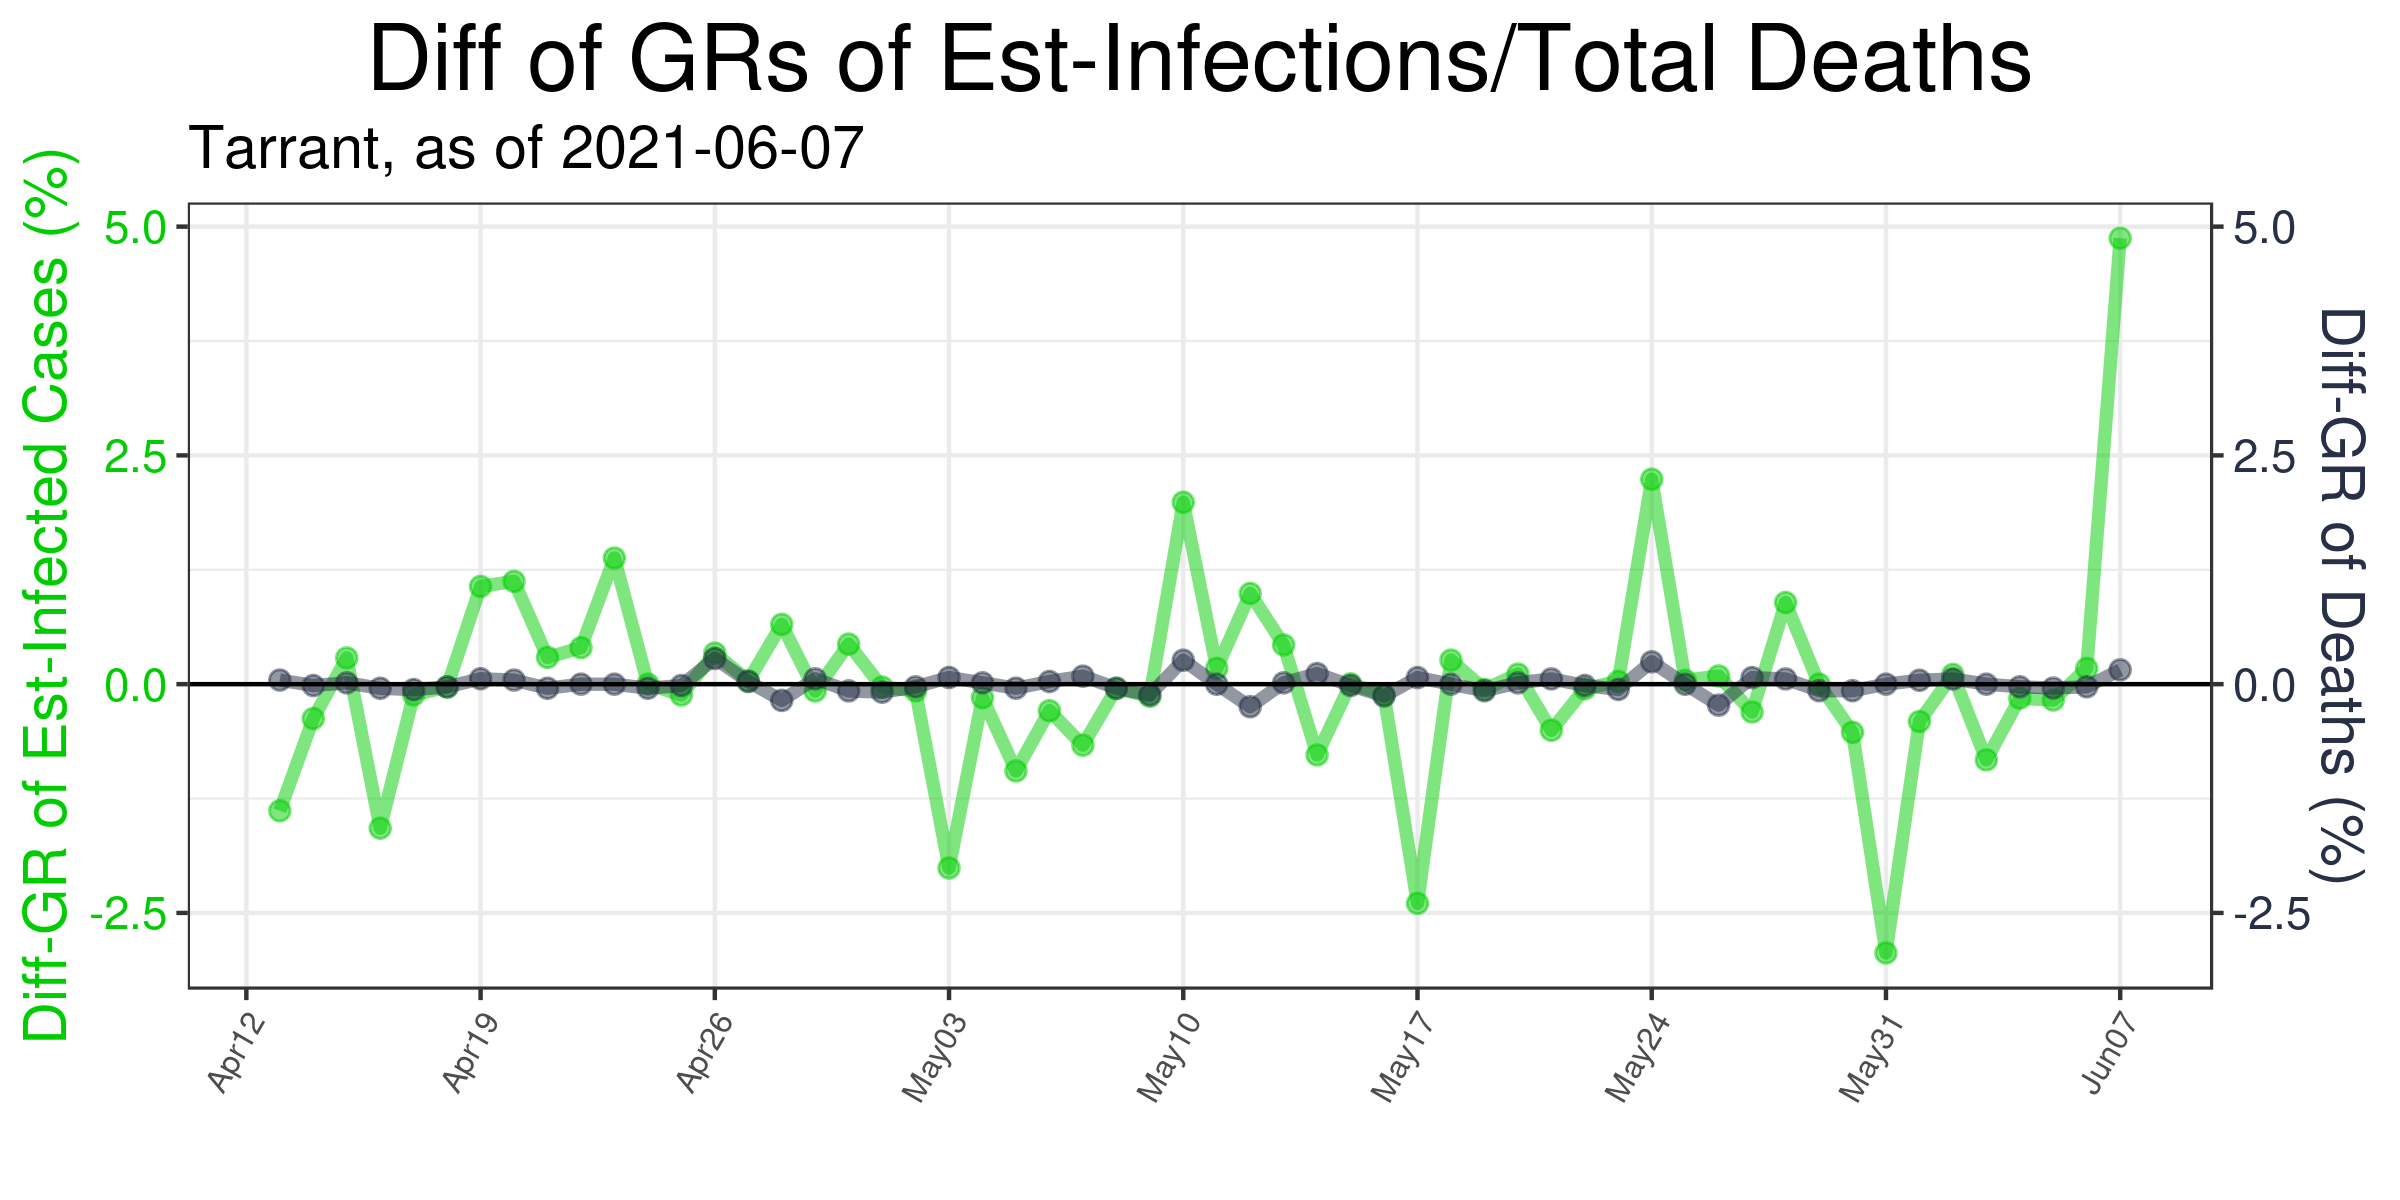 Diff of GRs of Est-Infections/Total Deaths
Tarrant, as of 2021-06-07
Diff-GR of Est-Infected Cases (%)
5.0
2.5
0.0
-2.5
5.0
2.5
0.0
-2.5
Diff-GR of Deaths (%)
Apr12
Apr19
Apr26
May03
May10
May17
May24
May31
Jun07